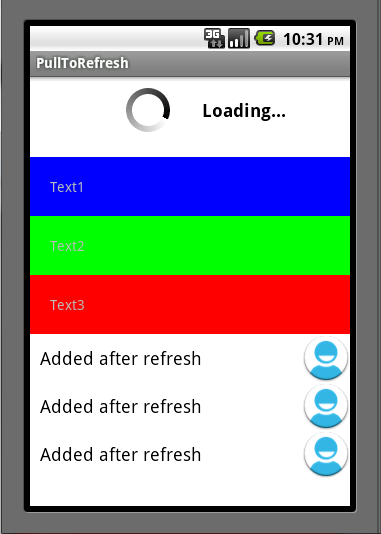 3G 10:31 PM
PullToRefresh
Loading...
Text1
Text2
Text3
Added after refresh
Added after refresh
Added after refresh